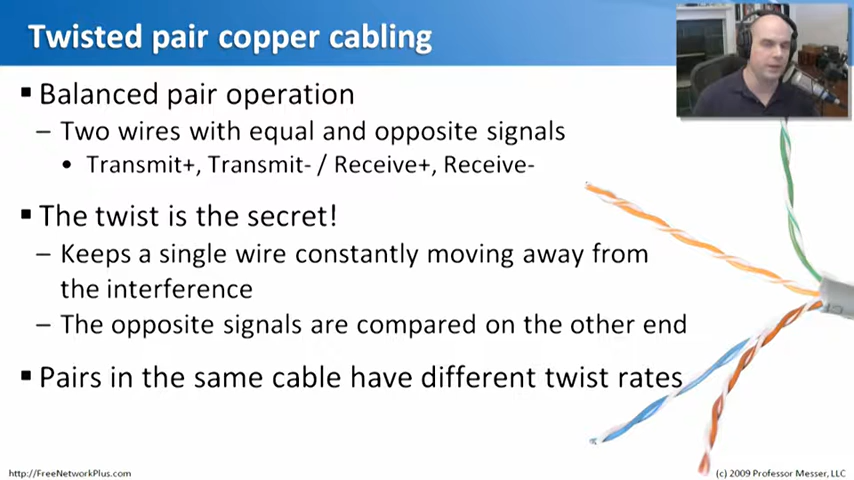 Twisted pair copper cabling
▪ Balanced pair operation
– Two wires with equal and opposite signals
• Transmit+, Transmit- / Receive+, Receive-
▪ The twist is the secret!
– Keeps a single wire constantly moving away from
the interference
– The opposite signals are compared on the other end
▪ Pairs in the same cable have different twist rates
http://FreeNetworkPlus.com
(c) 2009 Professor Messer, LLC